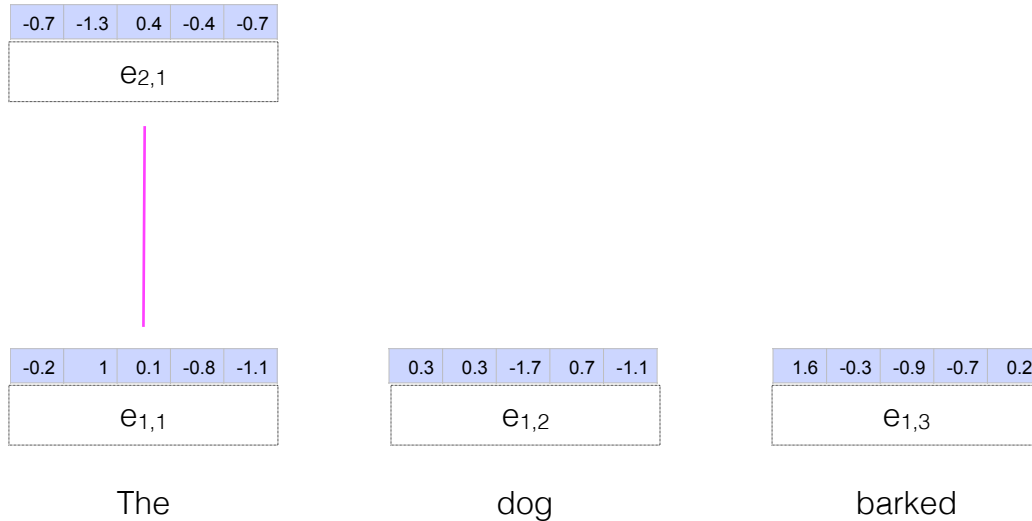 -0.7 -1.3 0.4 -0.4 -0.7
e2,1
-0.2 1 0.1 -0.8 -1.1 0.3 0.3 -1.7 0.7 -1.1 1.6 -0.3 -0.9 -0.7 0.2
e1,1 e1,2 e1,3
The dog barked